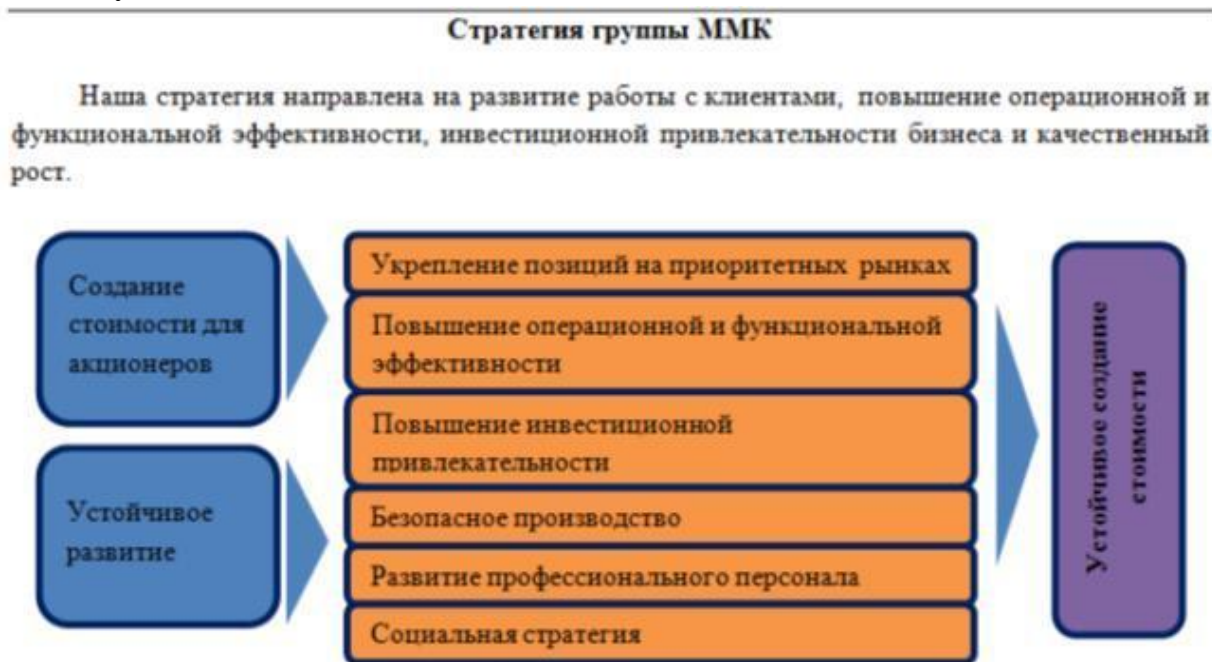 Стратегия группы ММК
Наша стратегия направлена на развитие работы с клиентами, повышение операционной и
функциональной эффективности, инвестиционной привлекательности бизнеса и качественный
рост.
Создание
стоимости для
акционеров
Устойчивое
развитие
Укрепление позиций на приоритетных рынках
Повышение операционной и функциональной
эффективности
Повышение инвестиционной
привлекательности
Безопасное производство
Развитие профессионального персонала
Социальная стратегия
Устойчивое создание
стоимости